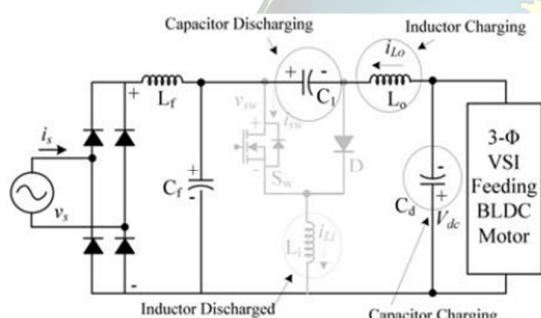 Capacitor Discharging
Inductor Charging
+
Lf
+
-
C1
iLo
Lo
vsw
+
isw
-
Sw
D
3-Φ
VSI
Feeding
BLDC
Motor
is
vs
Cf
+
-
Li
iLi
Cd
-
+
Vdc
-
Inductor Discharged
Capacitor Charging